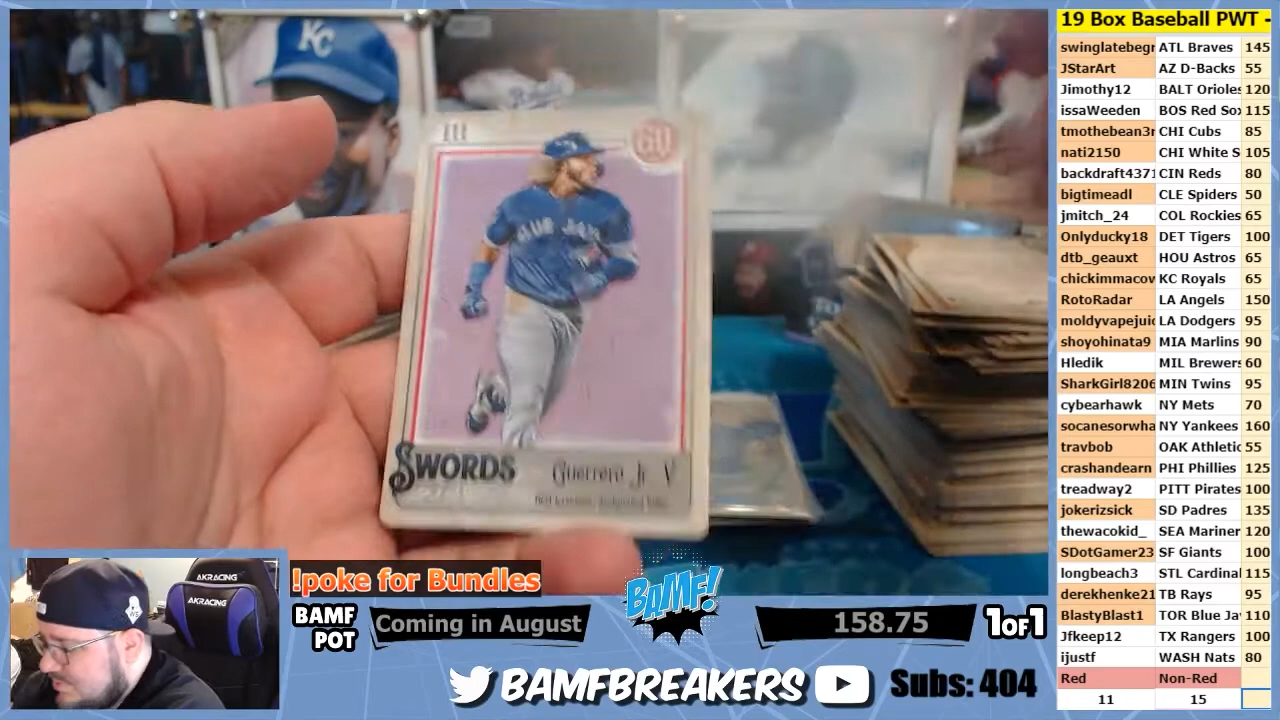 19 Box Baseball PWT -
swinglatebegr ATL Braves 145
JStarArt AZ D-Backs 55
Jimothy12 BALT Orioles 120
issaWeeden BOS Red Sox 115
tmothebean3r CHI Cubs 85
nati2150 CHI White S 105
backdraft4371 CIN Reds 80
bigtimeadl CLE Spiders 50
jmitch_24 COL Rockies 65
Onlyducky18 DET Tigers 100
dtb_geauxt HOU Astros 65
chickimmacov KC Royals 65
RotoRadar LA Angels 150
moldyvapejuic LA Dodgers 95
shoyohinata9 MIA Marlins 90
Hledik MIL Brewers 60
SharkGirl8206 MIN Twins 95
cybearhawk NY Mets 70
socanesorwha NY Yankees 160
travbob OAK Athletic 55
crashandearn PHI Phillies 125
treadway2 PITT Pirates 100
jokerizsick SD Padres 135
thewacokid_ SEA Mariner 120
SDotGamer23 SF Giants 100
longbeach3 STL Cardinal 115
derekhenke21 TB Rays 95
BlastyBlast1 TOR Blue Ja 110
Jfkeep12 TX Rangers 100
ijustf WASH Nats 80
Red Non-Red
11 15
KC
III
GQ
BLUE JAYS
SWORDS Guerrero Jr V
AKRACING
AKRACING
!poke for Bundles
BAMF POT
Coming in August
BAMF!
158.75
1OF1
BAMFBREAKERS
Subs: 404